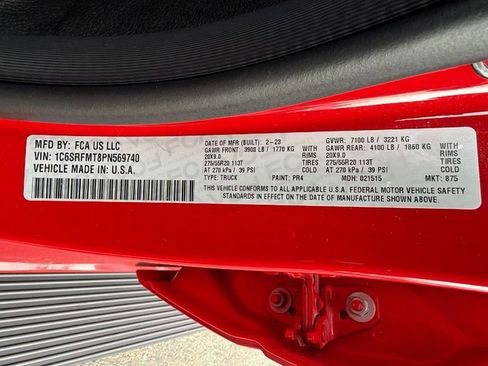 MFD BY: FCA US LLC
VIN: 1C6SRFMT8PN569740
VEHICLE MADE IN: U.S.A.
DATE OF MFR (BUILT): 2-23
GAWR FRONT: 3900 LB / 1770 KG
20X9.0 RIMS
275/55R20 113T
AT 270 kPa / 39 PSI
TYPE: TRUCK PAINT: PR4
GVWR: 7100 LB / 3221 KG
WITH GAWR REAR: 4100 LB / 1860 KG WITH
RIMS 20X9.0 RIMS
275/55R20 113T
AT 270 kPa / 39 PSI
MDH: 021515 MKT: 875
THIS VEHICLE CONFORMS TO ALL APPLICABLE U.S.A. FEDERAL MOTOR VEHICLE SAFETY
STANDARDS IN EFFECT ON THE DATE OF MANUFACTURE SHOWN ABOVE.